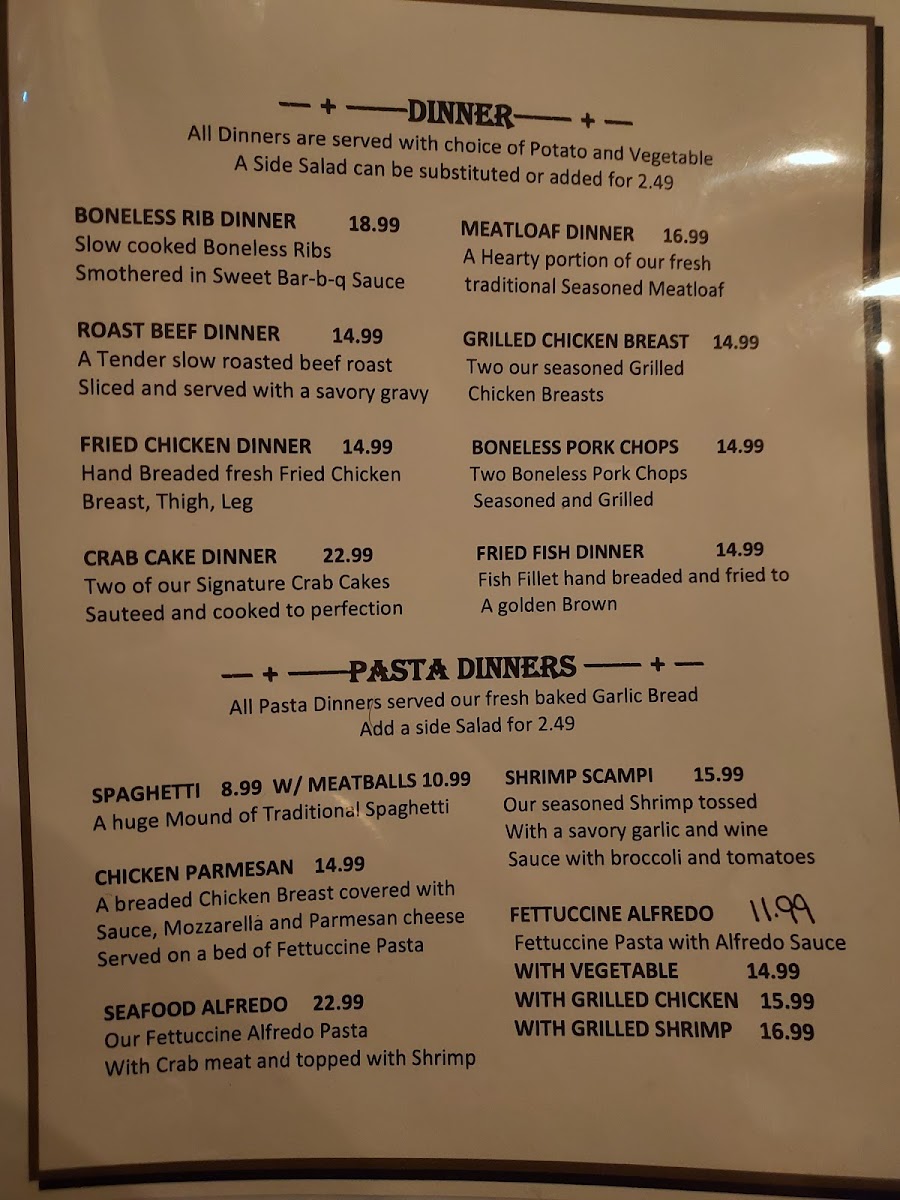 DINNER
All Dinners are served with choice of Potato and Vegetable
A Side Salad can be substituted or added for 2.49
BONELESS RIB DINNER 18.99
Slow cooked Boneless Ribs
Smothered in Sweet Bar-b-q Sauce
ROAST BEEF DINNER 14.99
A Tender slow roasted beef roast
Sliced and served with a savory gravy
FRIED CHICKEN DINNER 14.99
Hand Breaded fresh Fried Chicken
Breast, Thigh, Leg
CRAB CAKE DINNER 22.99
Two of our Signature Crab Cakes
Sauteed and cooked to perfection
MEATLOAF DINNER 16.99
A Hearty portion of our fresh
traditional Seasoned Meatloaf
GRILLED CHICKEN BREAST 14.99
Two our seasoned Grilled
Chicken Breasts
BONELESS PORK CHOPS 14.99
Two Boneless Pork Chops
Seasoned and Grilled
FRIED FISH DINNER 14.99
Fish Fillet hand breaded and fried to
A golden Brown
PASTA DINNERS
All Pasta Dinners served our fresh baked Garlic Bread
Add a side Salad for 2.49
SPAGHETTI 8.99 W/ MEATBALLS 10.99
A huge Mound of Traditional Spaghetti
CHICKEN PARMESAN 14.99
A breaded Chicken Breast covered with
Sauce, Mozzarella and Parmesan cheese
Served on a bed of Fettuccine Pasta
SEAFOOD ALFREDO 22.99
Our Fettuccine Alfredo Pasta
With Crab meat and topped with Shrimp
SHRIMP SCAMPI 15.99
Our seasoned Shrimp tossed
With a savory garlic and wine
Sauce with broccoli and tomatoes
FETTUCCINE ALFREDO 11.99
Fettuccine Pasta with Alfredo Sauce
WITH VEGETABLE 14.99
WITH GRILLED CHICKEN 15.99
WITH GRILLED SHRIMP 16.99